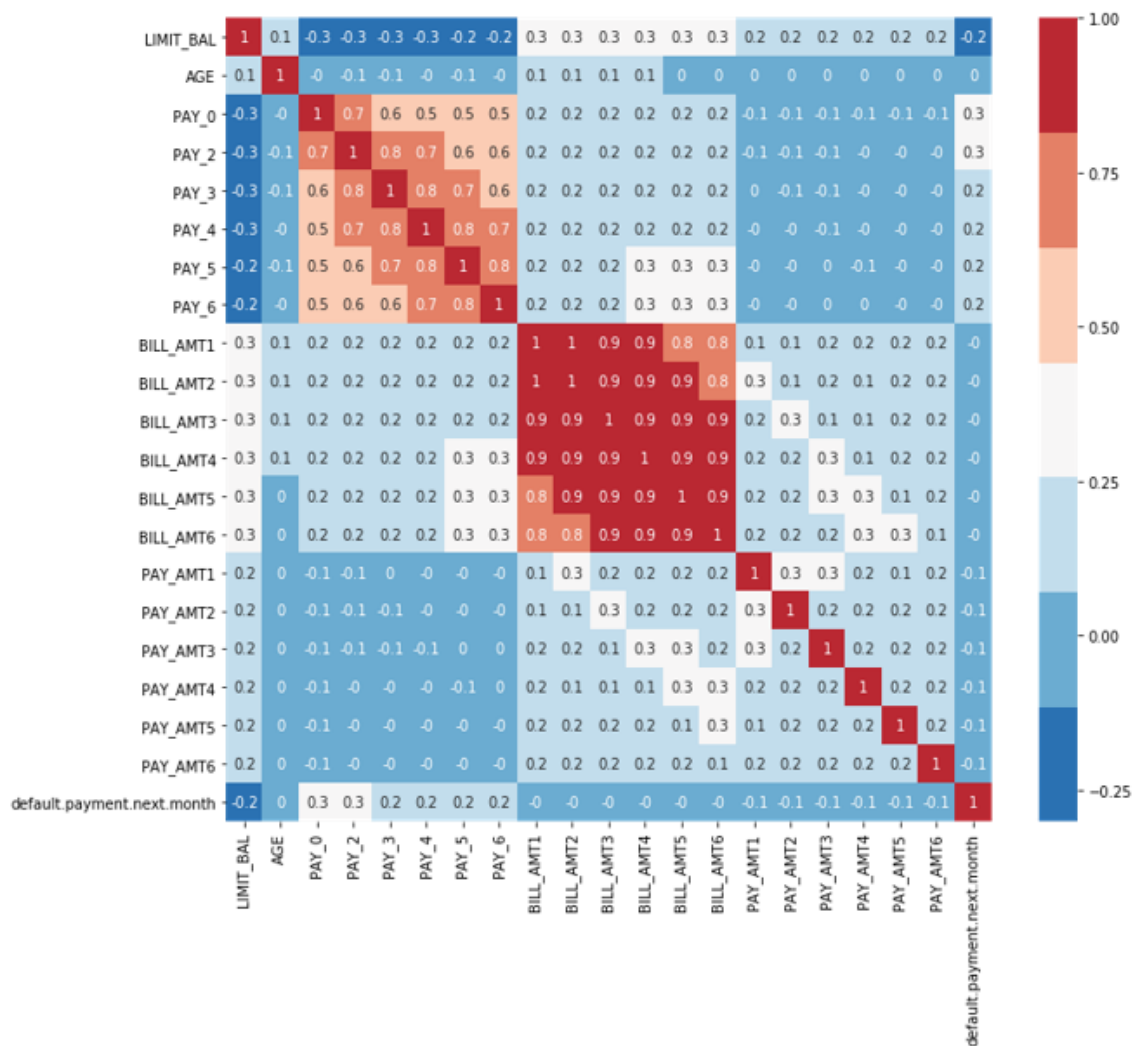 LIMIT_BAL 1 0.1 -0.3 -0.3 -0.3 -0.3 -0.2 -0.2 0.3 0.3 0.3 0.3 0.3 0.3 0.2 0.2 0.2 0.2 0.2 0.2 -0.2
AGE 0.1 1 -0 -0.1 -0.1 -0 -0.1 -0 0.1 0.1 0.1 0.1 0 0 0 0 0 0 0 0 0
PAY_0 -0.3 -0 1 0.7 0.6 0.5 0.5 0.5 0.2 0.2 0.2 0.2 0.2 0.2 -0.1 -0.1 -0.1 -0.1 -0.1 -0.1 0.3
PAY_2 -0.3 -0.1 0.7 1 0.8 0.7 0.6 0.6 0.2 0.2 0.2 0.2 0.2 0.2 -0.1 -0.1 -0.1 -0 -0 -0 0.3
PAY_3 -0.3 -0.1 0.6 0.8 1 0.8 0.7 0.6 0.2 0.2 0.2 0.2 0.2 0.2 0 -0.1 -0.1 -0 -0 -0 0.2
PAY_4 -0.3 -0 0.5 0.7 0.8 1 0.8 0.7 0.2 0.2 0.2 0.2 0.2 0.2 -0 -0 -0.1 -0 -0 -0 0.2
PAY_5 -0.2 -0.1 0.5 0.6 0.7 0.8 1 0.8 0.2 0.2 0.2 0.3 0.3 0.3 -0 -0 0 -0.1 -0 -0 0.2
PAY_6 -0.2 -0 0.5 0.6 0.6 0.7 0.8 1 0.2 0.2 0.2 0.3 0.3 0.3 -0 -0 0 0 -0 -0 0.2
BILL_AMT1 0.3 0.1 0.2 0.2 0.2 0.2 0.2 0.2 1 1 0.9 0.9 0.8 0.8 0.1 0.1 0.2 0.2 0.2 0.2 -0
BILL_AMT2 0.3 0.1 0.2 0.2 0.2 0.2 0.2 0.2 1 1 0.9 0.9 0.9 0.8 0.3 0.1 0.2 0.1 0.2 0.2 -0
BILL_AMT3 0.3 0.1 0.2 0.2 0.2 0.2 0.2 0.2 0.9 0.9 1 0.9 0.9 0.9 0.2 0.3 0.1 0.1 0.2 0.2 -0
BILL_AMT4 0.3 0.1 0.2 0.2 0.2 0.2 0.3 0.3 0.9 0.9 0.9 1 0.9 0.9 0.2 0.2 0.3 0.1 0.2 0.2 -0
BILL_AMT5 0.3 0 0.2 0.2 0.2 0.2 0.3 0.3 0.8 0.9 0.9 0.9 1 0.9 0.2 0.2 0.3 0.3 0.1 0.2 -0
BILL_AMT6 0.3 0 0.2 0.2 0.2 0.2 0.3 0.3 0.8 0.8 0.9 0.9 0.9 1 0.2 0.2 0.2 0.3 0.3 0.1 -0
PAY_AMT1 0.2 0 -0.1 -0.1 0 -0 -0 -0 0.1 0.3 0.2 0.2 0.2 0.2 1 0.3 0.3 0.2 0.1 0.2 -0.1
PAY_AMT2 0.2 0 -0.1 -0.1 -0.1 -0 -0 -0 0.1 0.1 0.3 0.2 0.2 0.2 0.3 1 0.2 0.2 0.2 0.2 -0.1
PAY_AMT3 0.2 0 -0.1 -0.1 -0.1 -0.1 0 0 0.2 0.2 0.1 0.3 0.3 0.2 0.3 0.2 1 0.2 0.2 0.2 -0.1
PAY_AMT4 0.2 0 -0.1 -0 -0 -0 -0.1 0 0.2 0.1 0.1 0.1 0.3 0.3 0.2 0.2 0.2 1 0.2 0.2 -0.1
PAY_AMT5 0.2 0 -0.1 -0 -0 -0 -0 -0 0.2 0.2 0.2 0.2 0.1 0.3 0.1 0.2 0.2 0.2 1 0.2 -0.1
PAY_AMT6 0.2 0 -0.1 -0 -0 -0 -0 -0 0.2 0.2 0.2 0.2 0.2 0.1 0.2 0.2 0.2 0.2 0.2 1 -0.1
default.payment.next.month -0.2 0 0.3 0.3 0.2 0.2 0.2 0.2 -0 -0 -0 -0 -0 -0 -0.1 -0.1 -0.1 -0.1 -0.1 -0.1 1
LIMIT_BAL
AGE
PAY_0
PAY_2
PAY_3
PAY_4
PAY_5
PAY_6
BILL_AMT1
BILL_AMT2
BILL_AMT3
BILL_AMT4
BILL_AMT5
BILL_AMT6
PAY_AMT1
PAY_AMT2
PAY_AMT3
PAY_AMT4
PAY_AMT5
PAY_AMT6
default.payment.next.month
1.00
0.75
0.50
0.25
0.00
−0.25